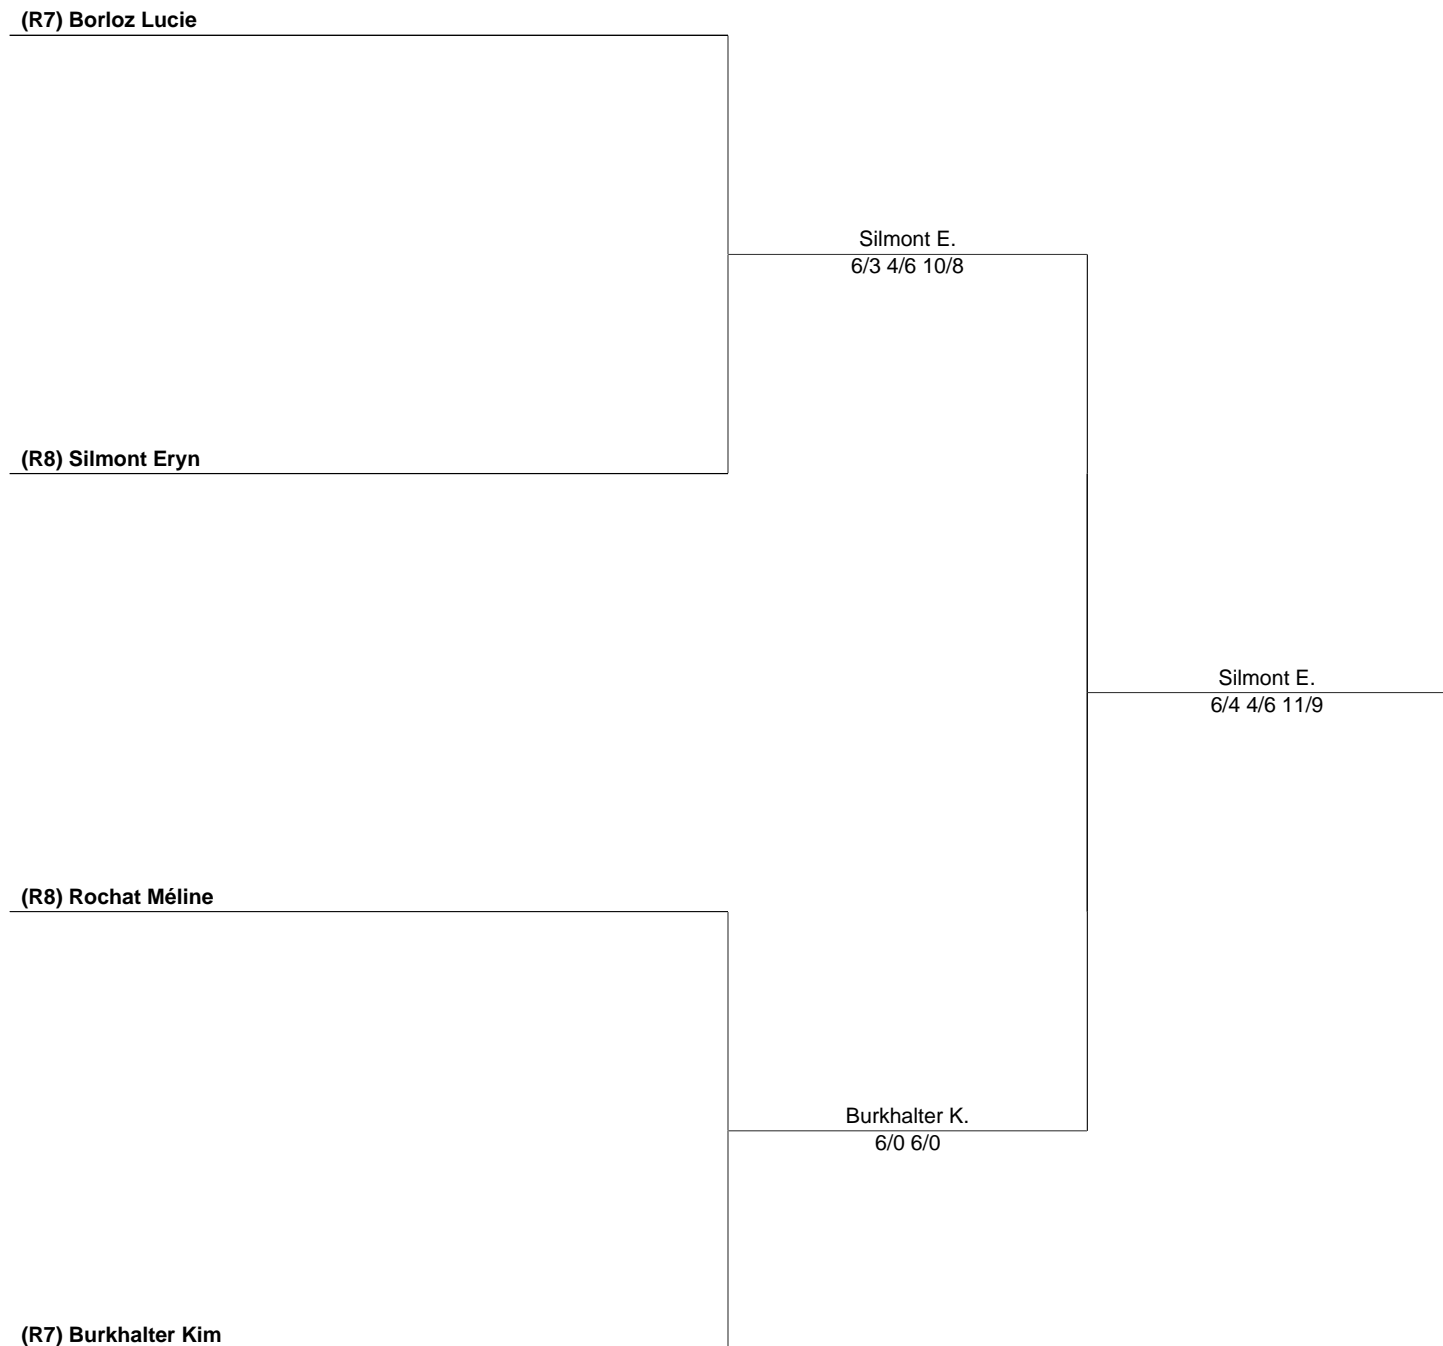 (R7) Borloz Lucie
Silmont E.
6/3 4/6 10/8
(R8) Silmont Eryn
Silmont E.
6/4 4/6 11/9
(R8) Rochat Méline
Burkhalter K.
6/0 6/0
(R7) Burkhalter Kim